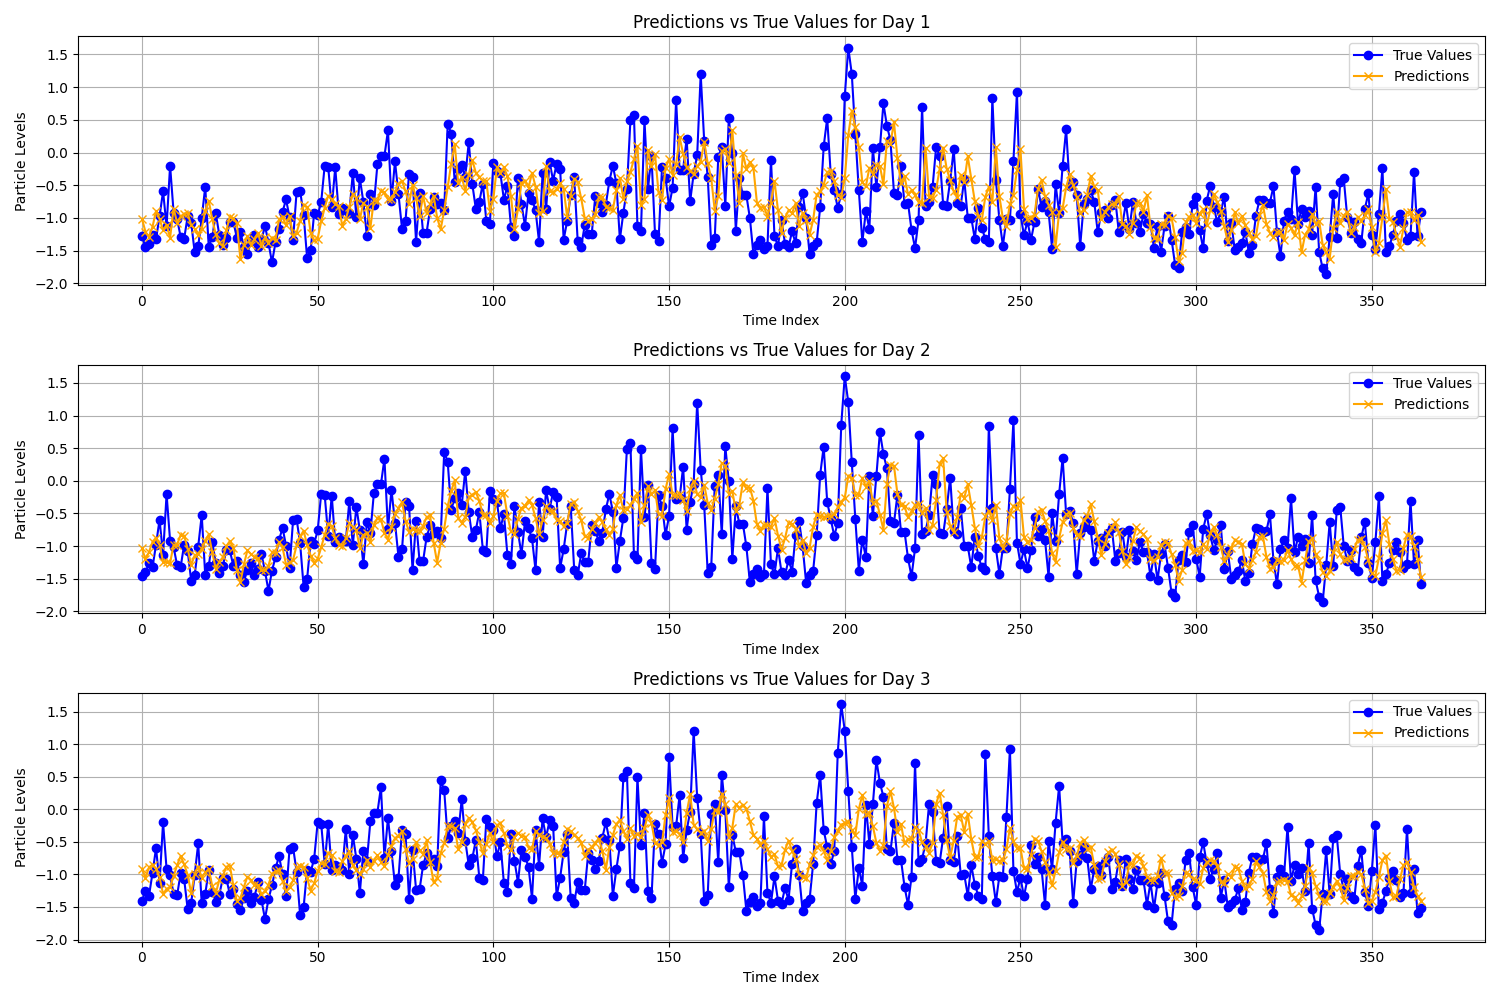 Predictions vs True Values for Day 1
True Values
Predictions
Particle Levels
1.5
1.0
0.5
0.0
−0.5
−1.0
−1.5
−2.0
0 50 100 150 200 250 300 350
Time Index
Predictions vs True Values for Day 2
True Values
Predictions
Particle Levels
1.5
1.0
0.5
0.0
−0.5
−1.0
−1.5
−2.0
0 50 100 150 200 250 300 350
Time Index
Predictions vs True Values for Day 3
True Values
Predictions
Particle Levels
1.5
1.0
0.5
0.0
−0.5
−1.0
−1.5
−2.0
0 50 100 150 200 250 300 350
Time Index